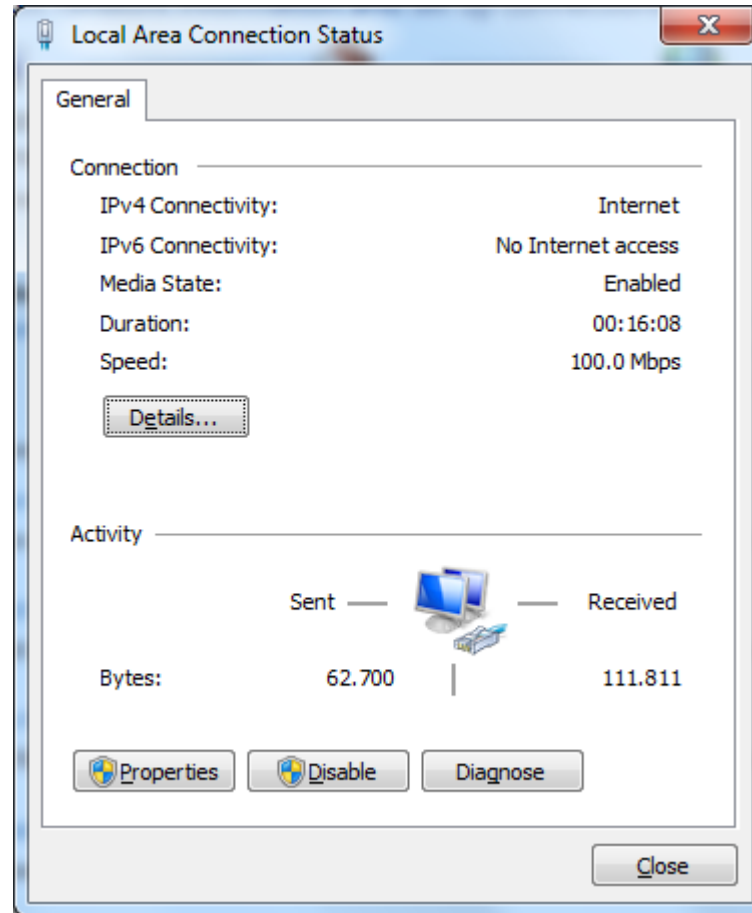 Local Area Connection Status
General
Connection
IPv4 Connectivity: Internet
IPv6 Connectivity: No Internet access
Media State: Enabled
Duration: 00:16:08
Speed: 100.0 Mbps
Details...
Activity
Sent Received
Bytes: 62.700 111.811
Properties Disable Diagnose
Close